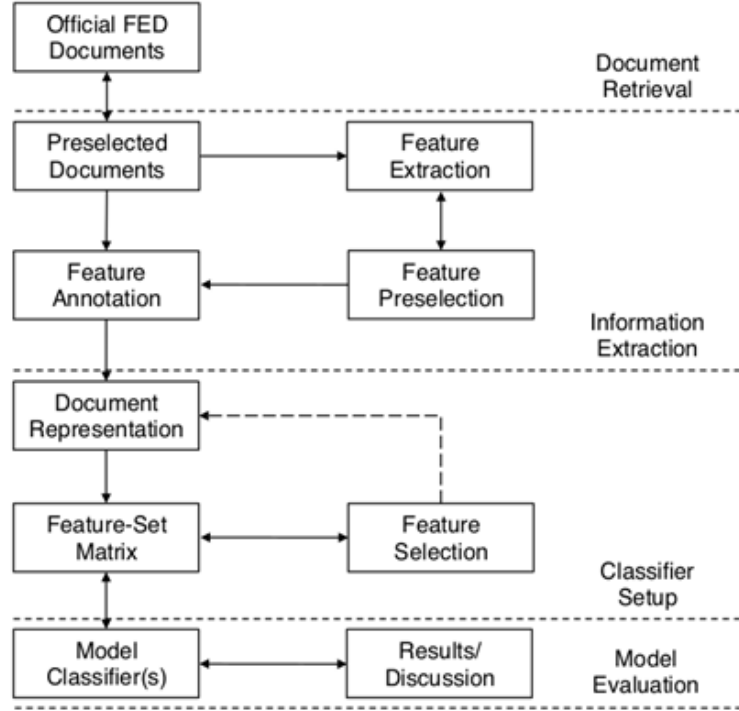 Official FED
Documents
Document
Retrieval
Preselected
Documents
Feature
Extraction
Feature
Annotation
Feature
Preselection
Information
Extraction
Document
Representation
Feature-Set
Matrix
Feature
Selection
Classifier
Setup
Model
Classifier(s)
Results/
Discussion
Model
Evaluation